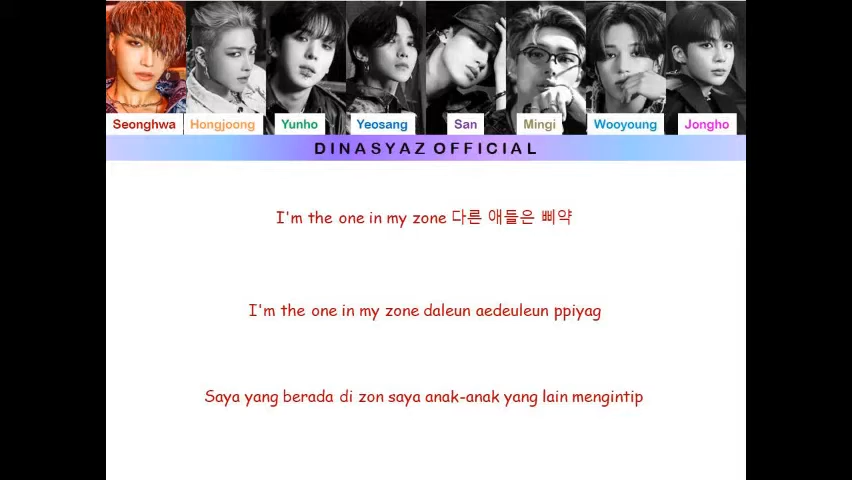 Seonghwa Hongjoong Yunho Yeosang San Mingi Wooyoung Jongho
DINASYAZ OFFICIAL
I'm the one in my zone 다른 애들은 삐약
I'm the one in my zone daleun aedeuleun ppiyag
Saya yang berada di zon saya anak-anak yang lain mengintip